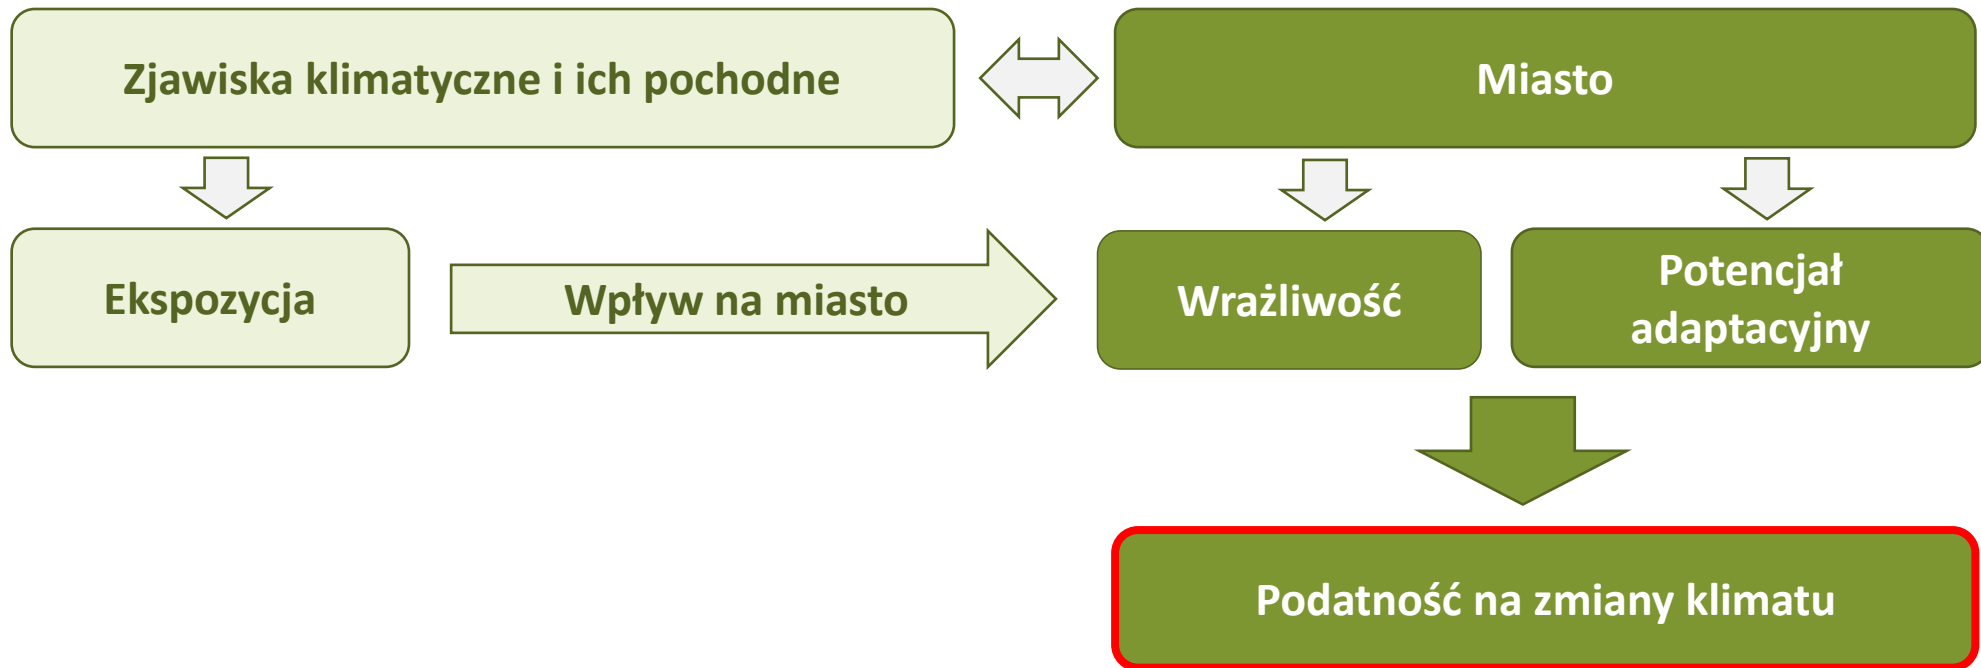 Zjawiska klimatyczne i ich pochodne
Miasto
Ekspozycja
Wpływ na miasto
Wrażliwość
Potencjał
adaptacyjny
Podatność na zmiany klimatu